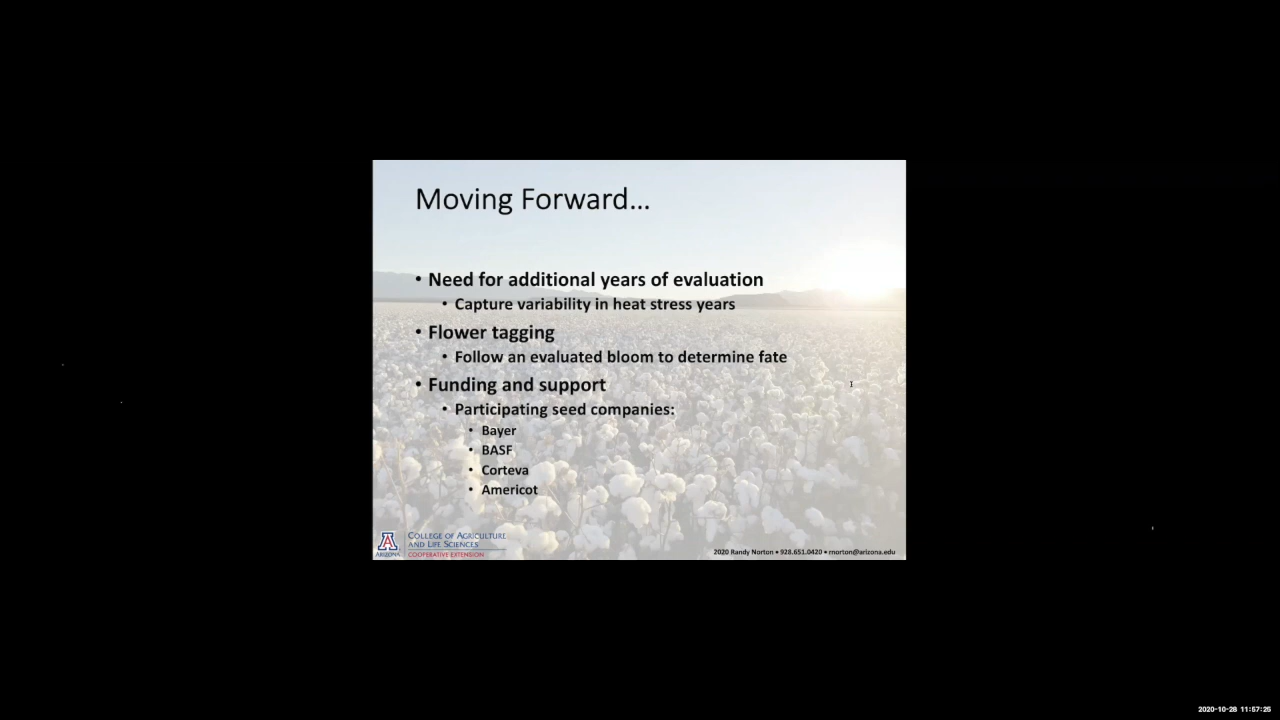 Moving Forward...
• Need for additional years of evaluation
• Capture variability in heat stress years
• Flower tagging
• Follow an evaluated bloom to determine fate
• Funding and support
• Participating seed companies:
• Bayer
• BASF
• Corteva
• Americot
A
ARIZONA
COLLEGE OF AGRICULTURE
AND LIFE SCIENCES
COOPERATIVE EXTENSION
2020 Randy Norton • 928.651.0420 • rnorton@arizona.edu
2020-10-28 11:57:25